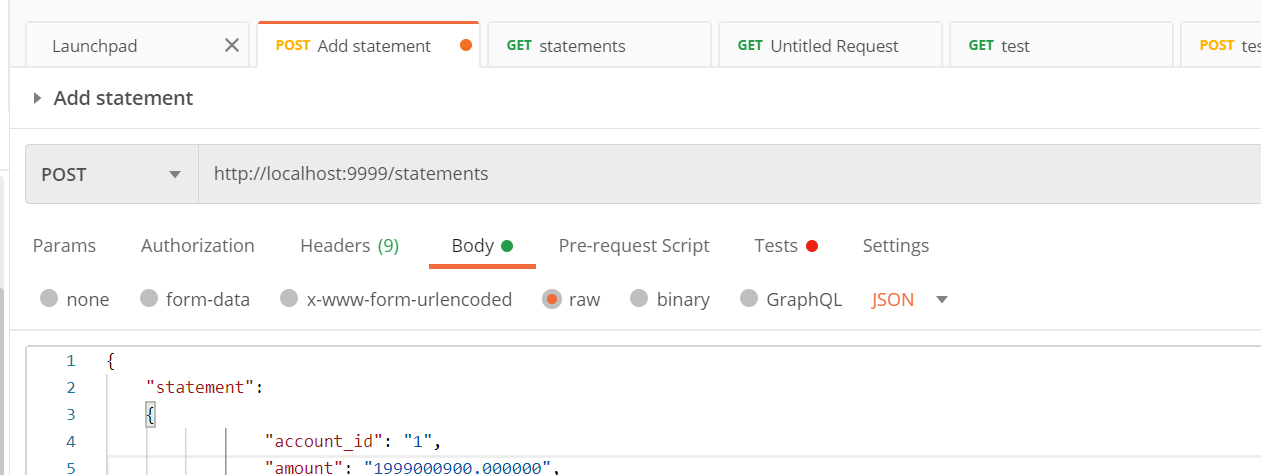 Launchpad POST Add statement GET statements GET Untitled Request GET test POST
Add statement
POST http://localhost:9999/statements
Params Authorization Headers (9) Body Pre-request Script Tests Settings
none form-data x-www-form-urlencoded raw binary GraphQL JSON
1 {
2 "statement":
3 {
4 "account_id": "1",
5 "amount": "1999000900.000000",